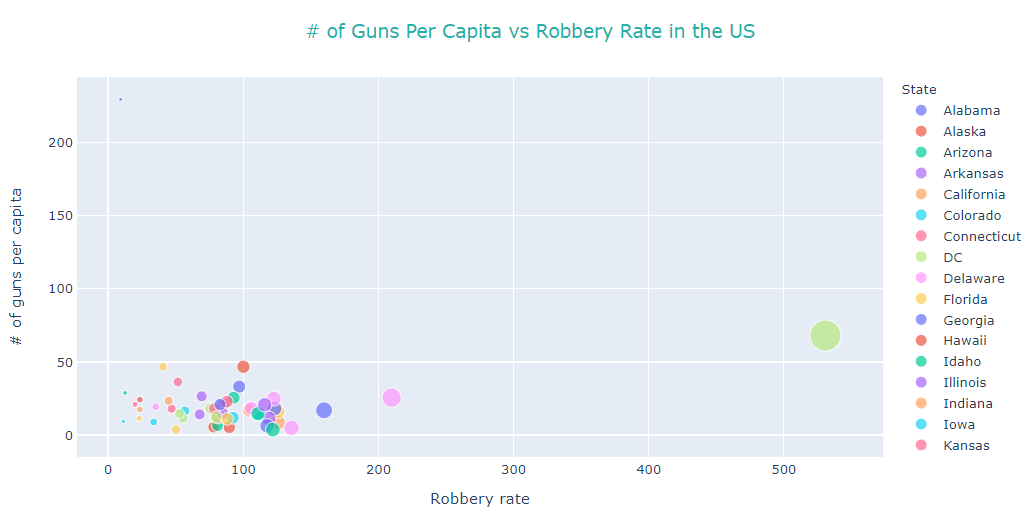 # of Guns Per Capita vs Robbery Rate in the US
State
Alabama
Alaska
Arizona
Arkansas
California
Colorado
Connecticut
DC
Delaware
Florida
Georgia
Hawaii
Idaho
Illinois
Indiana
Iowa
Kansas
# of guns per capita
200
150
100
50
0
0 100 200 300 400 500
Robbery rate